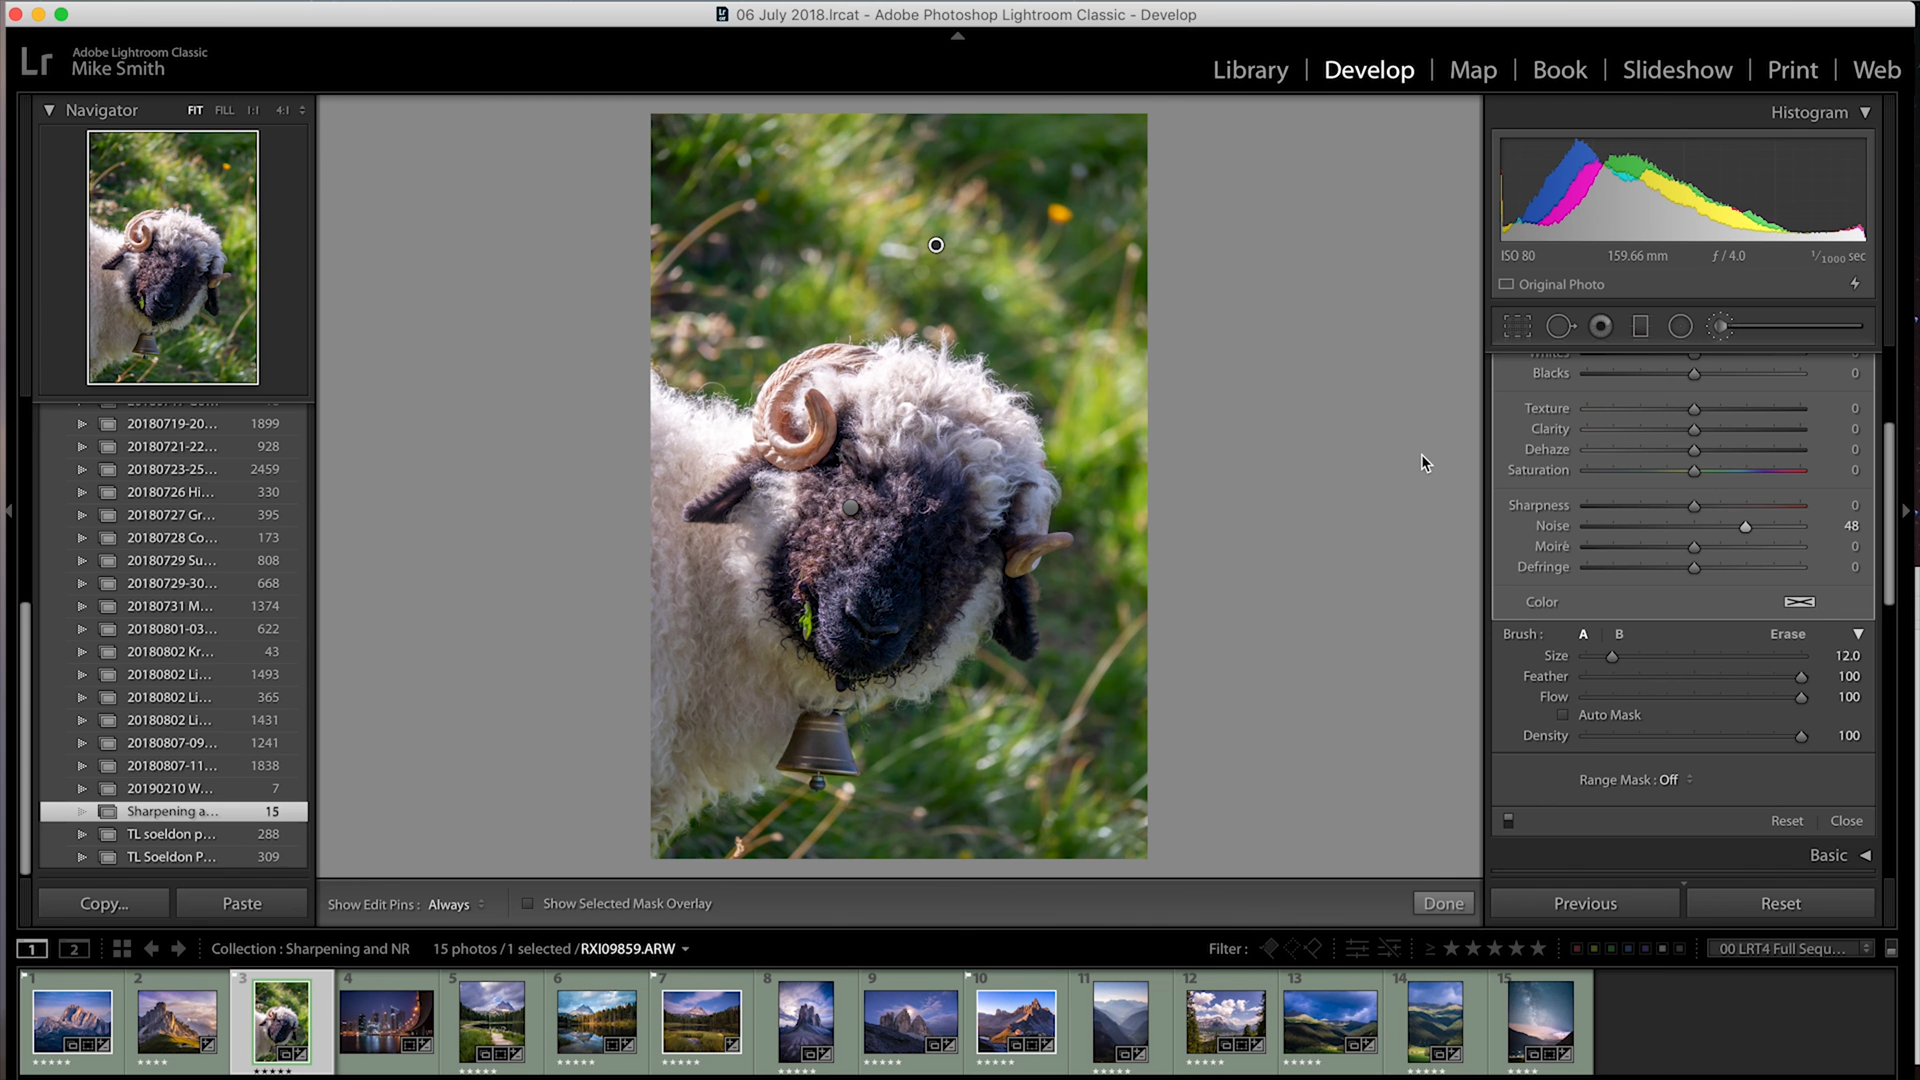 06 July 2018.lrcat - Adobe Photoshop Lightroom Classic - Develop
Lr
Adobe Lightroom Classic
Mike Smith
Library | Develop | Map | Book | Slideshow | Print | Web
Navigator FIT FILL 1:1 4:1
20180719-20... 1899
20180721-22... 928
20180723-25... 2459
20180726 Hi... 330
20180727 Gr... 395
20180728 Co... 173
20180729 Su... 808
20180729-30... 668
20180731 M... 1374
20180801-03... 622
20180802 Kr... 43
20180802 Li... 1493
20180802 Li... 365
20180802 Li... 1431
20180807-09... 1241
20180807-11... 1838
20190210 W... 7
Sharpening a... 15
TL soeldon p... 288
TL Soeldon P... 309
Copy... Paste
Show Edit Pins : Always Show Selected Mask Overlay Done
Histogram
ISO 80 159.66 mm ƒ / 4.0 1/1000 sec
Original Photo
Whites
Blacks 0
Texture 0
Clarity 0
Dehaze 0
Saturation 0
Sharpness 0
Noise 48
Moiré 0
Defringe 0
Color
Brush : A B Erase
Size 12.0
Feather 100
Flow 100
Auto Mask
Density 100
Range Mask : Off
Reset Close
Basic
Previous Reset
1 2 Collection : Sharpening and NR 15 photos / 1 selected / RXI09859.ARW Filter : ≥ ★★★★★ 00 LRT4 Full Sequ...
1 2 3 4 5 6 7 8 9 10 11 12 13 14 15